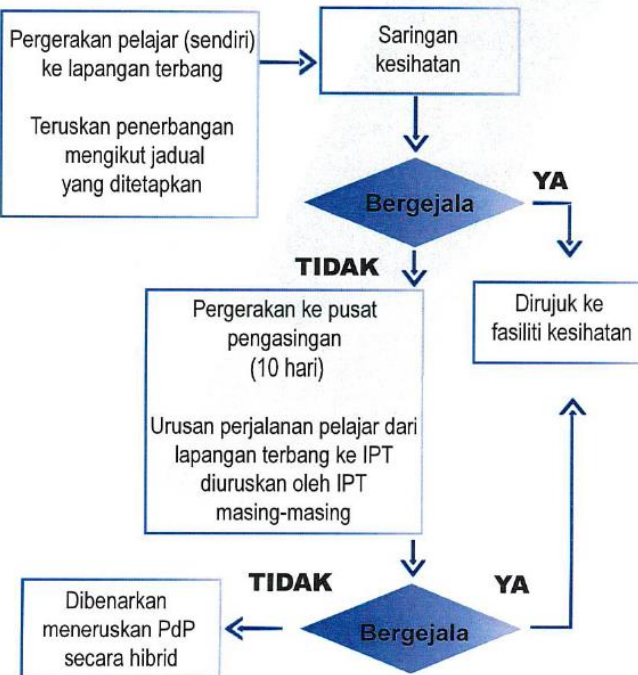 Pergerakan pelajar (sendiri)
ke lapangan terbang
Teruskan penerbangan
mengikut jadual
yang ditetapkan
Saringan
kesihatan
Bergejala
YA
TIDAK
Dirujuk ke
fasiliti kesihatan
Pergerakan ke pusat
pengasingan
(10 hari)
Urusan perjalanan pelajar dari
lapangan terbang ke IPT
diuruskan oleh IPT
masing-masing
Bergejala
YA
TIDAK
Dibenarkan
meneruskan PdP
secara hibrid